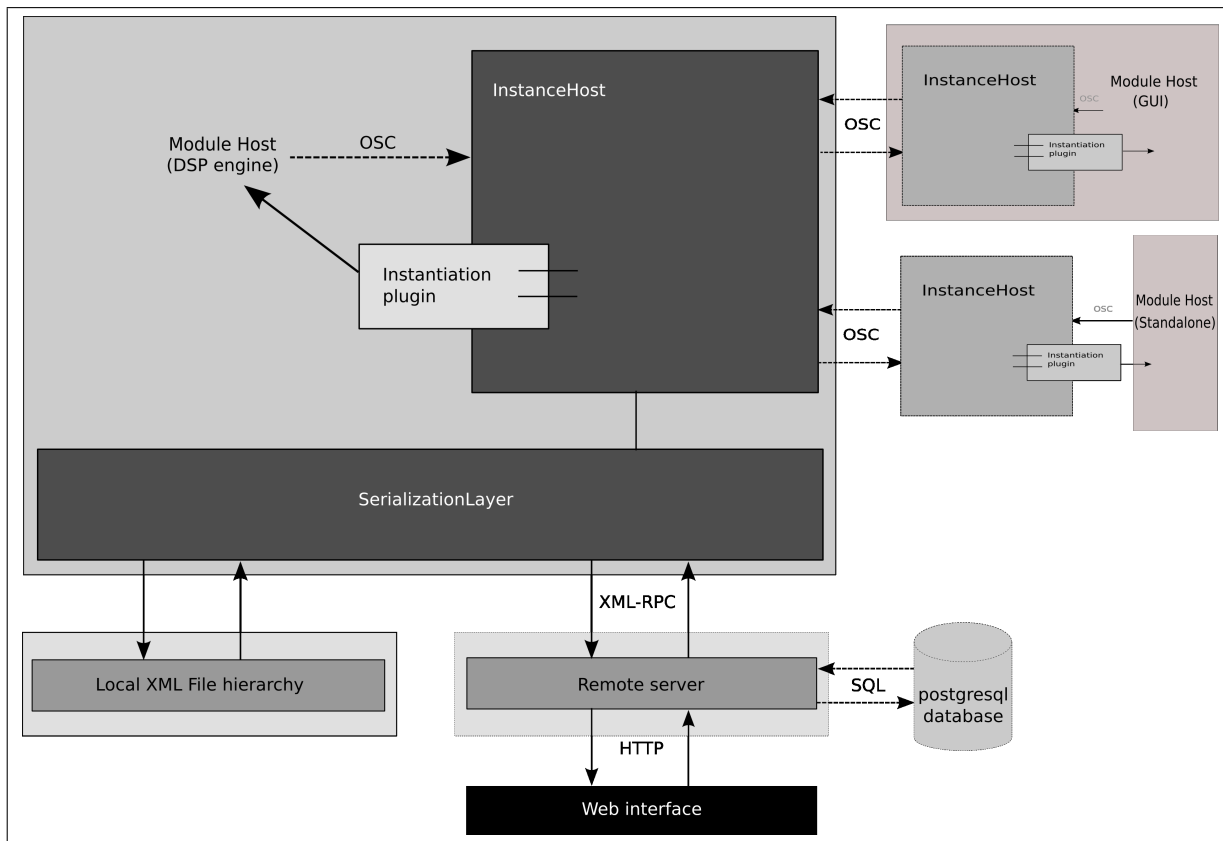 InstanceHost
Module Host
(DSP engine)
OSC
Instantiation
plugin
OSC
InstanceHost
OSC
Module Host
(GUI)
Instantiation
plugin
OSC
InstanceHost
OSC
Module Host
(Standalone)
Instantiation
plugin
SerializationLayer
XML-RPC
Local XML File hierarchy
Remote server
SQL
postgresql
database
HTTP
Web interface